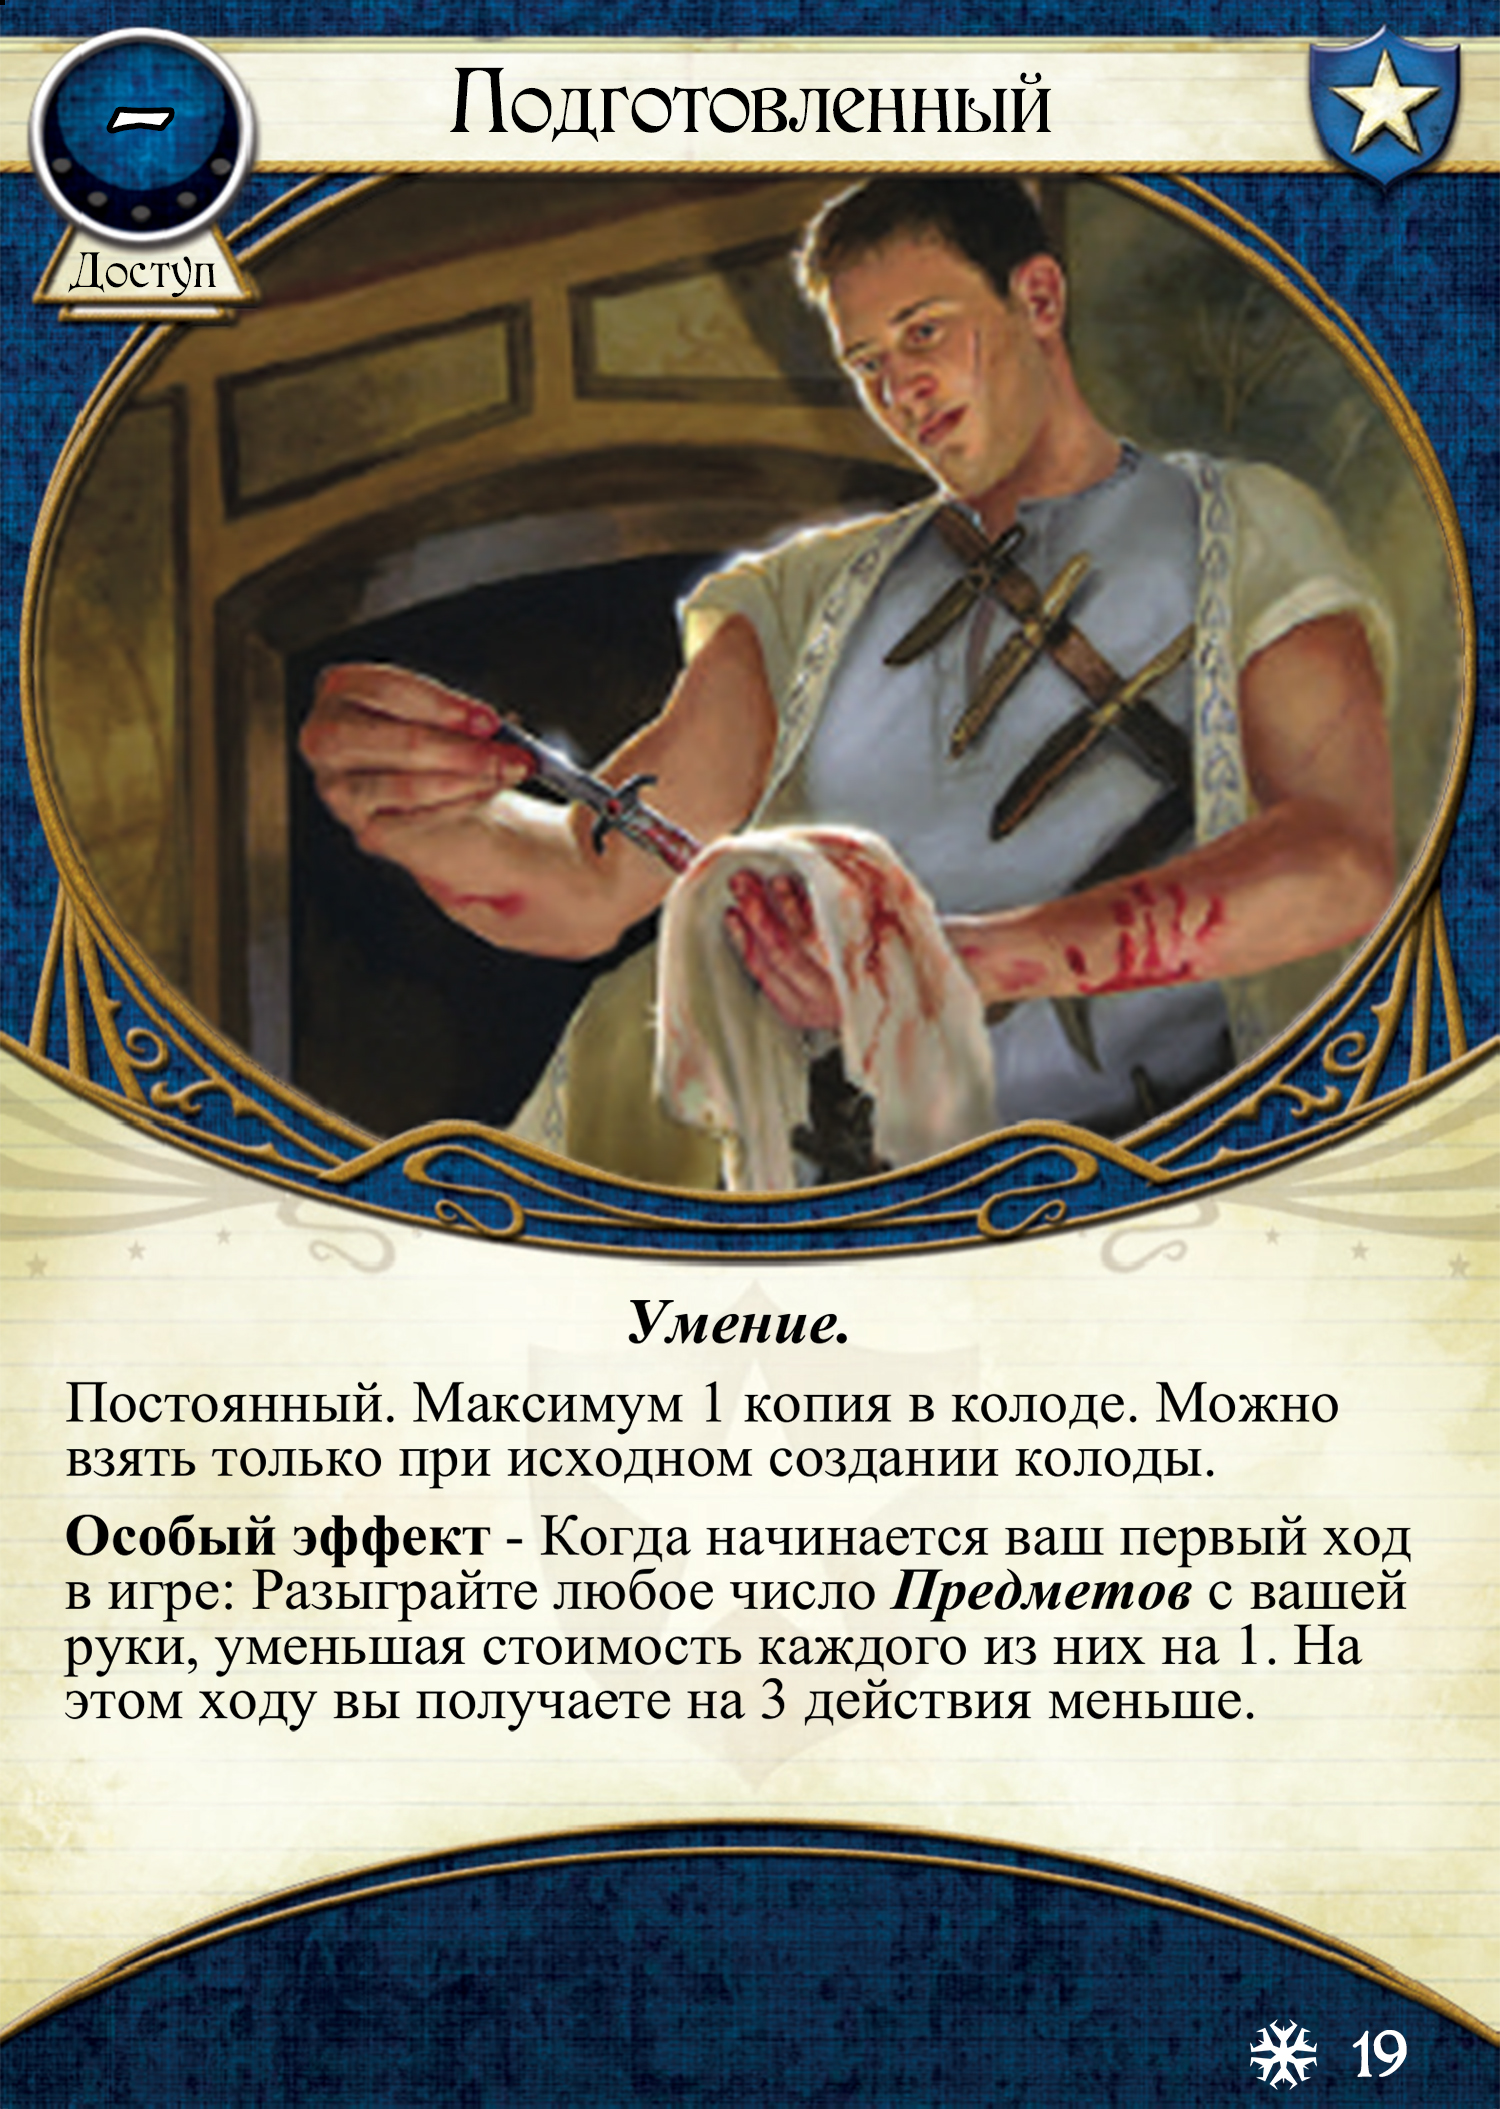 –
Подготовленный
Доступ
Умение.
Постоянный. Максимум 1 копия в колоде. Можно
взять только при исходном создании колоды.
Особый эффект - Когда начинается ваш первый ход
в игре: Разыграйте любое число Предметов с вашей
руки, уменьшая стоимость каждого из них на 1. На
этом ходу вы получаете на 3 действия меньше.
19